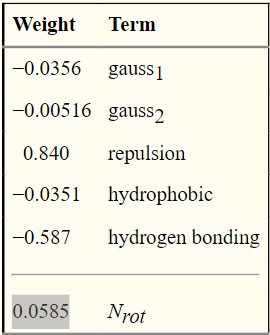 Weight Term
−0.0356 gauss1
−0.00516 gauss2
0.840 repulsion
−0.0351 hydrophobic
−0.587 hydrogen bonding
0.0585 Nrot